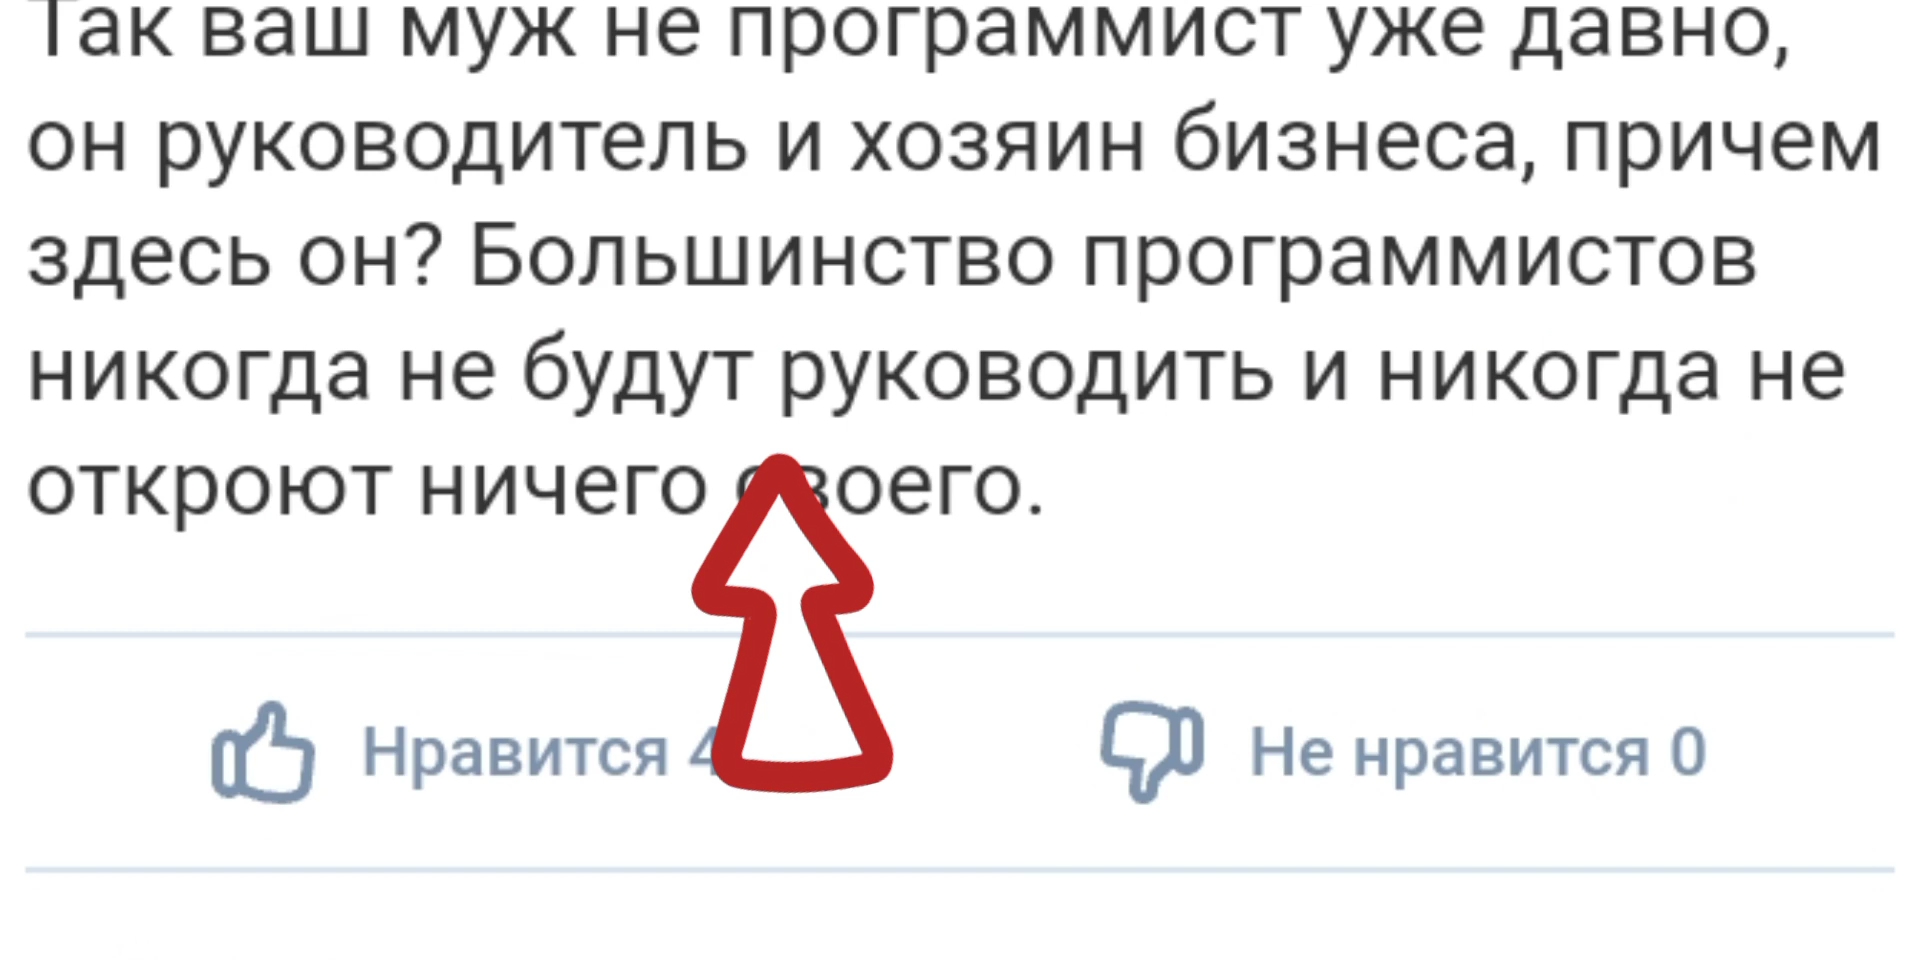 Так ваш муж не программист уже давно,
он руководитель и хозяин бизнеса, причем
здесь он? Большинство программистов
никогда не будут руководить и никогда не
откроют ничего своего.
Нравится 4
Не нравится 0